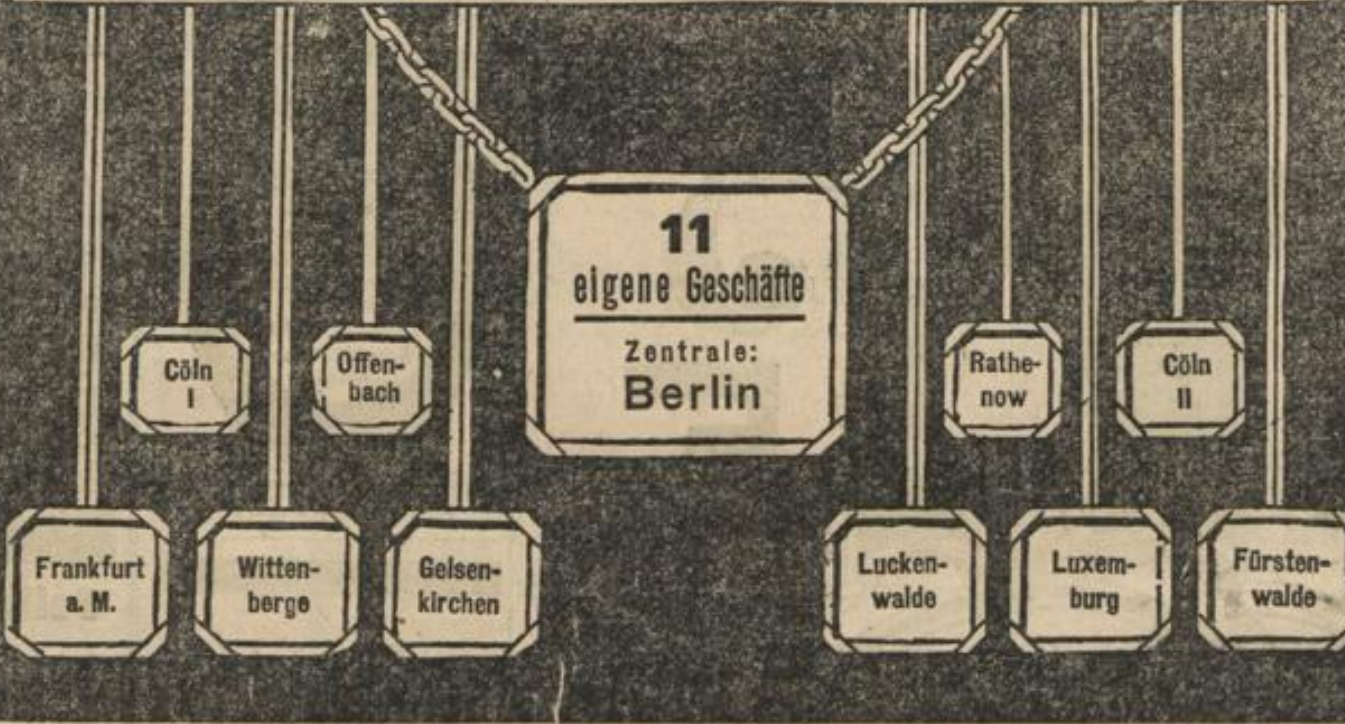 11
eigene Geschäfte
Zentrale:
Berlin
Cöln
I
Offen-
bach
Rathe-
now
Cöln
II
Frankfurt
a. M.
Witten-
berge
Gelsen-
kirchen
Lucken-
walde
Luxem-
burg
Fürsten-
walde